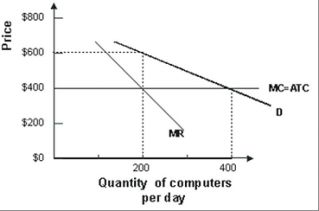 Price
$800
$600
$400
$200
$0
MC=ATC
D
MR
200
400
Quantity of computers
per day